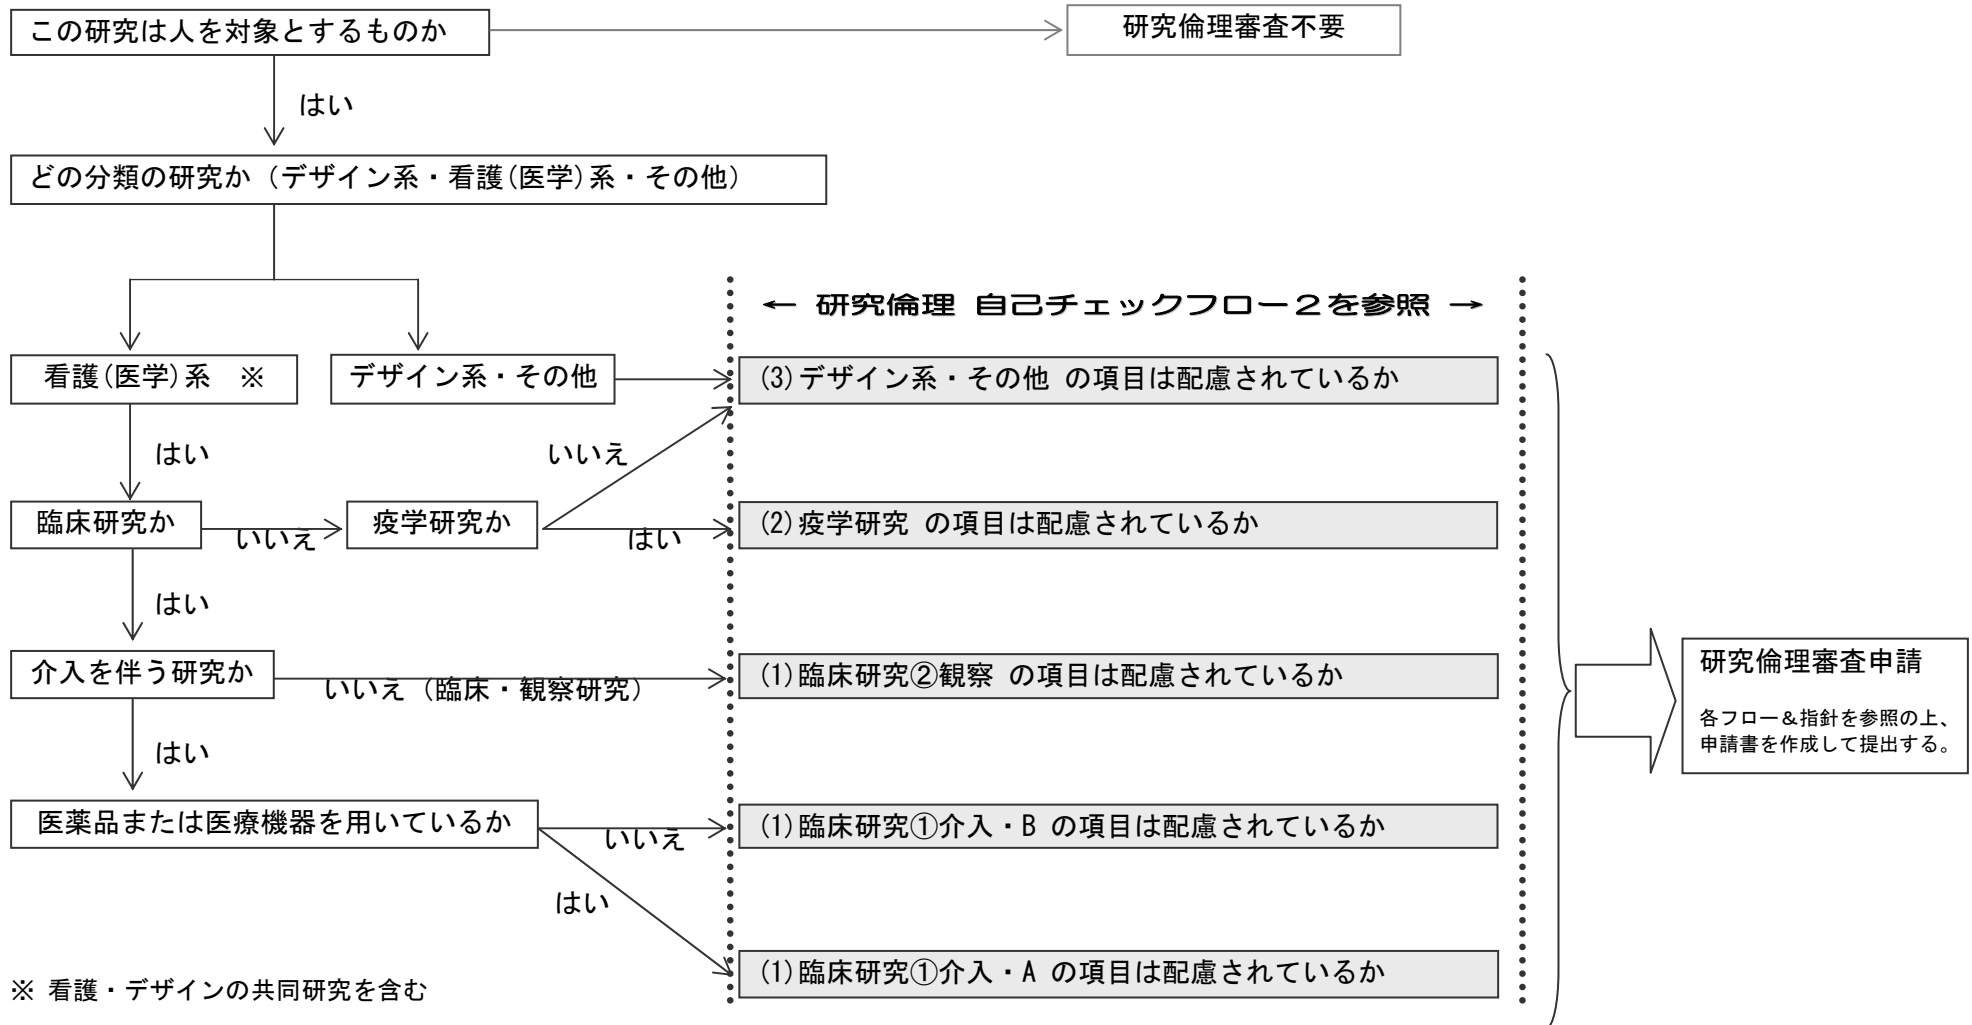 この研究は人を対象とするものか
研究倫理審査不要
はい
どの分類の研究か（デザイン系・看護(医学)系・その他）
← 研究倫理 自己チェックフロー２を参照 →
看護(医学)系　※
デザイン系・その他
(3)デザイン系・その他 の項目は配慮されているか
はい
いいえ
臨床研究か
いいえ
疫学研究か
はい
(2)疫学研究 の項目は配慮されているか
はい
介入を伴う研究か
いいえ（臨床・観察研究）
(1)臨床研究②観察 の項目は配慮されているか
研究倫理審査申請
各フロー＆指針を参照の上、
申請書を作成して提出する。
はい
医薬品または医療機器を用いているか
いいえ
(1)臨床研究①介入・B の項目は配慮されているか
はい
(1)臨床研究①介入・A の項目は配慮されているか
※ 看護・デザインの共同研究を含む